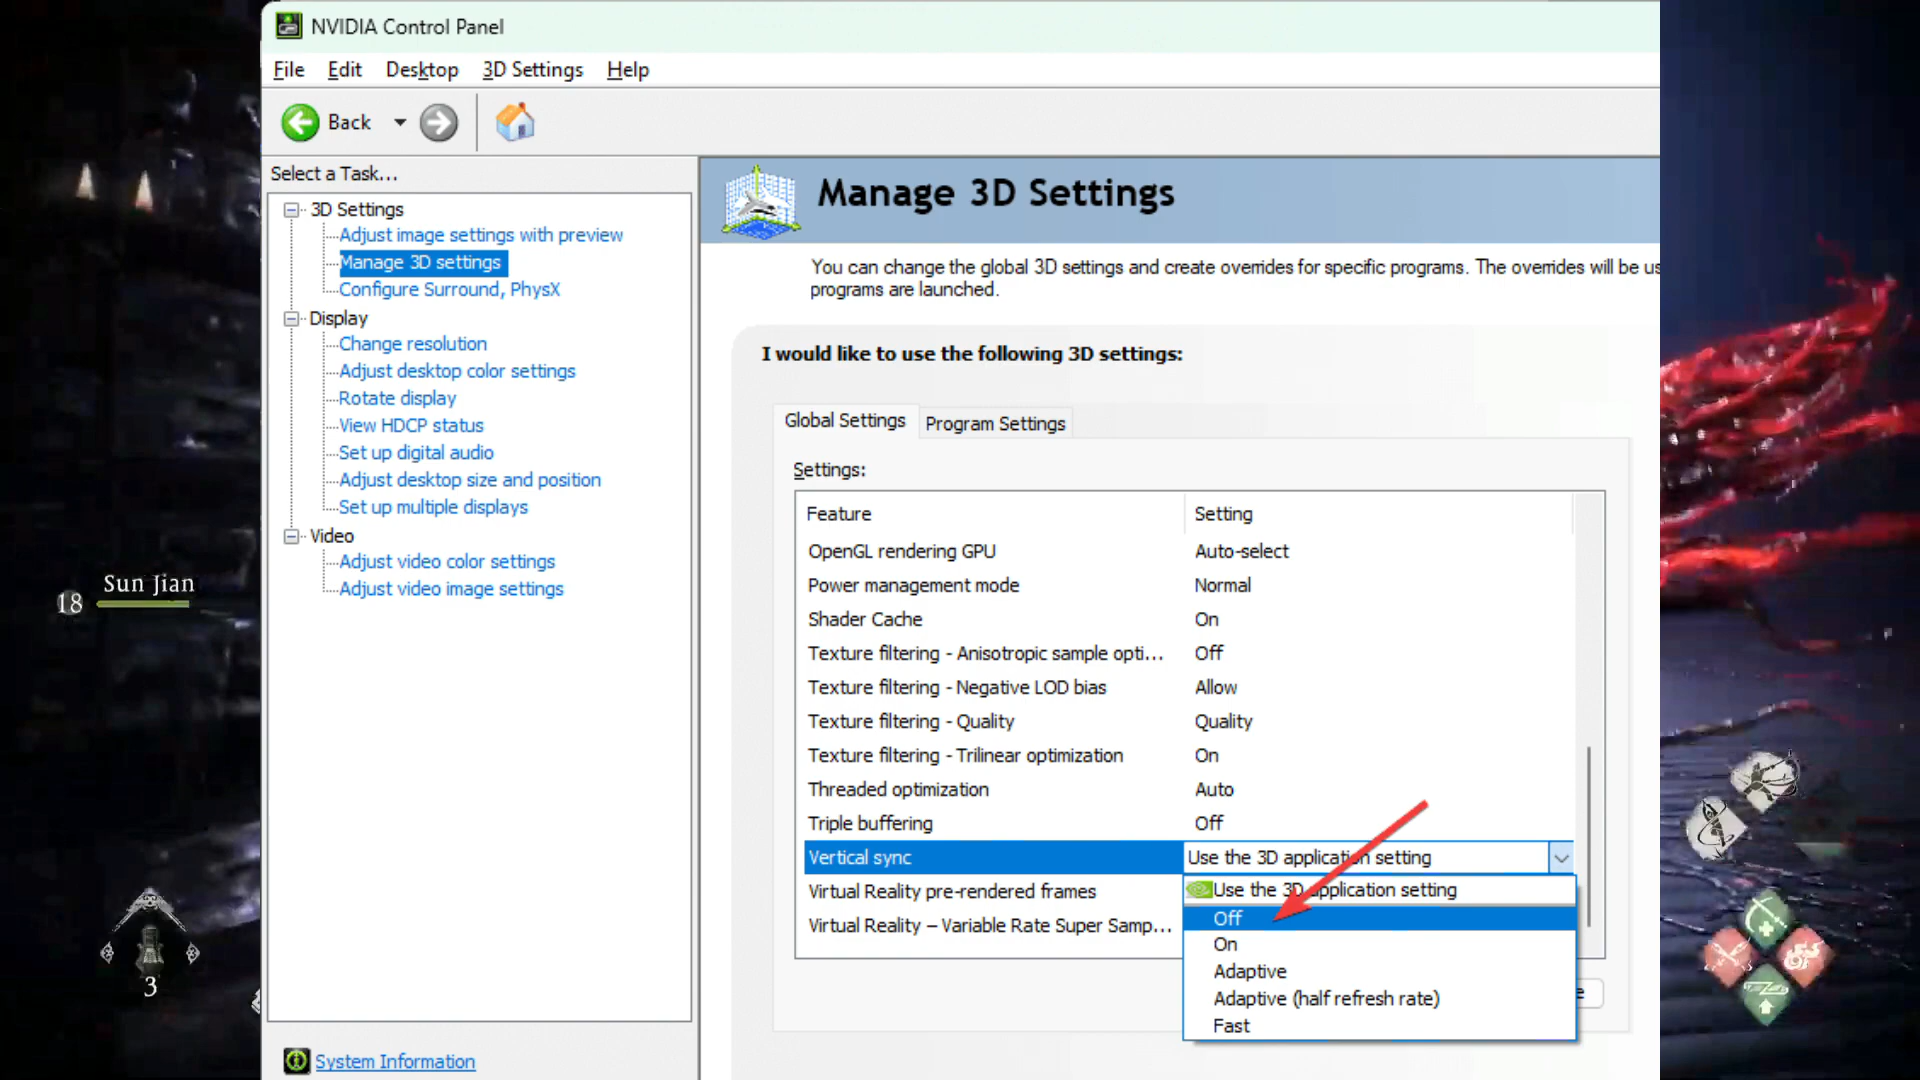 NVIDIA Control Panel
File Edit Desktop 3D Settings Help
Back
Select a Task...
3D Settings
Adjust image settings with preview
Manage 3D settings
Configure Surround, PhysX
Display
Change resolution
Adjust desktop color settings
Rotate display
View HDCP status
Set up digital audio
Adjust desktop size and position
Set up multiple displays
Video
Adjust video color settings
Adjust video image settings
System Information
Manage 3D Settings
You can change the global 3D settings and create overrides for specific programs. The overrides will be us
programs are launched.
I would like to use the following 3D settings:
Global Settings Program Settings
Settings:
Feature Setting
OpenGL rendering GPU Auto-select
Power management mode Normal
Shader Cache On
Texture filtering - Anisotropic sample opti... Off
Texture filtering - Negative LOD bias Allow
Texture filtering - Quality Quality
Texture filtering - Trilinear optimization On
Threaded optimization Auto
Triple buffering Off
Vertical sync Use the 3D application setting
Virtual Reality pre-rendered frames
Virtual Reality – Variable Rate Super Samp...
Use the 3D application setting
Off
On
Adaptive
Adaptive (half refresh rate)
Fast
e
Sun Jian
18
3